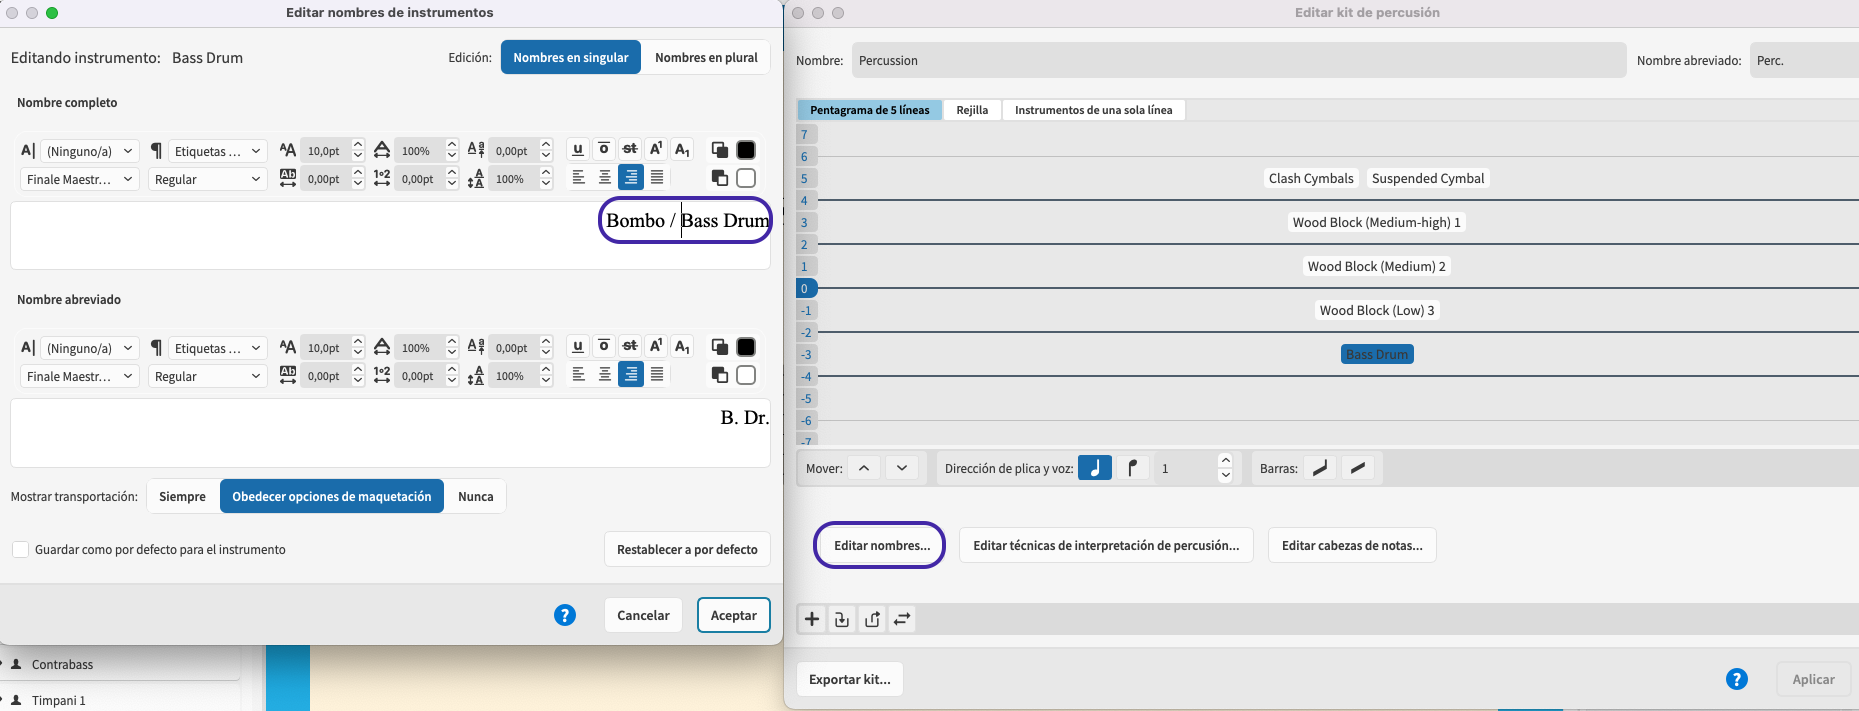 Editar nombres de instrumentos
Editando instrumento: Bass Drum
Edición: Nombres en singular Nombres en plural
Nombre completo
(Ninguno/a) Etiquetas ... 10,0pt 100% 0,00pt
Finale Maestr... Regular 0,00pt 0,00pt 100%
Bombo / Bass Drum
Nombre abreviado
(Ninguno/a) Etiquetas ... 10,0pt 100% 0,00pt
Finale Maestr... Regular 0,00pt 0,00pt 100%
B. Dr.
Mostrar transportación: Siempre Obedecer opciones de maquetación Nunca
Guardar como por defecto para el instrumento Restablecer a por defecto
? Cancelar Aceptar
Contrabass
Timpani 1
Editar kit de percusión
Nombre: Percussion Nombre abreviado: Perc.
Pentagrama de 5 líneas Rejilla Instrumentos de una sola línea
7
6
5 Clash Cymbals Suspended Cymbal
4
3 Wood Block (Medium-high) 1
2
1 Wood Block (Medium) 2
0
-1 Wood Block (Low) 3
-2
-3 Bass Drum
-4
-5
-6
-7
Mover: Dirección de plica y voz: 1 Barras:
Editar nombres... Editar técnicas de interpretación de percusión... Editar cabezas de notas...
Exportar kit... ? Aplicar